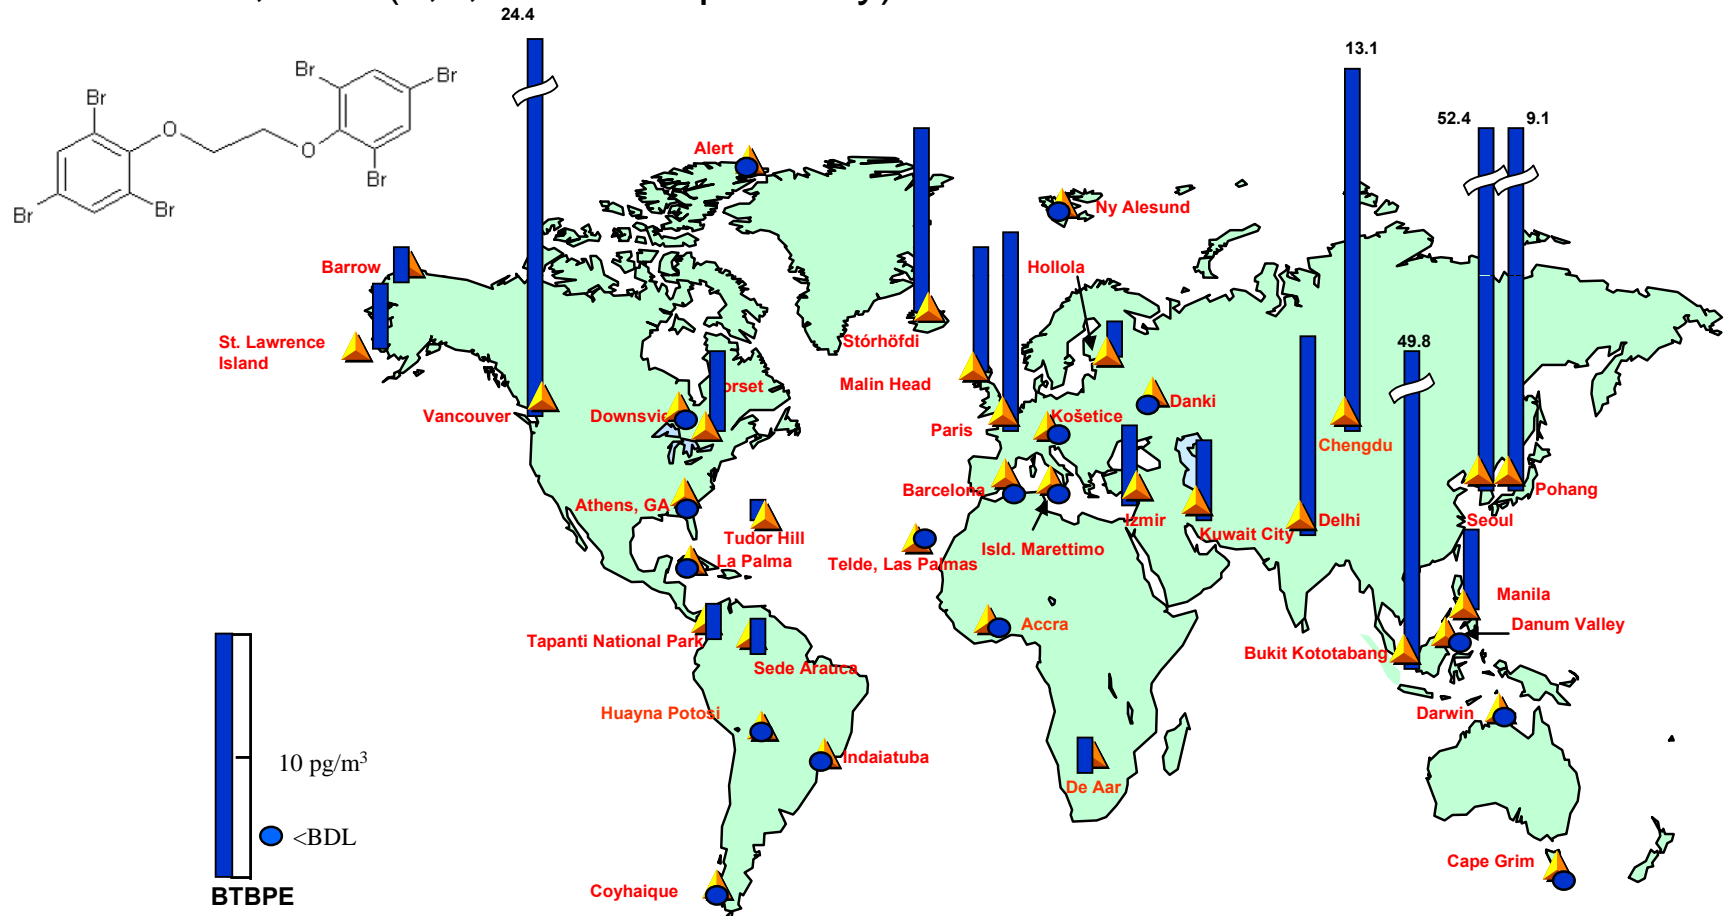 24.4
13.1
Br
Br
Br
52.4
9.1
O
Alert
O
Br
Br
Br
Ny Alesund
Barrow
Hollola
St. Lawrence
Island
Stórhöfdi
49.8
Malin Head
Vancouver
Danki
Košetice
Paris
Chengdu
Barcelona
Pohang
Athens, GA
Izmir
Delhi
Seoul
Tudor Hill
Kuwait City
Isld. Marettimo
La Palma
Telde, Las Palmas
Manila
Accra
Danum Valley
Tapanti National Park
Bukit Kototabang
Sede Arauca
Huayna Potosi
Darwin
Indaiatuba
10 pg/m³
De Aar
<BDL
Cape Grim
BTBPE
Coyhaique